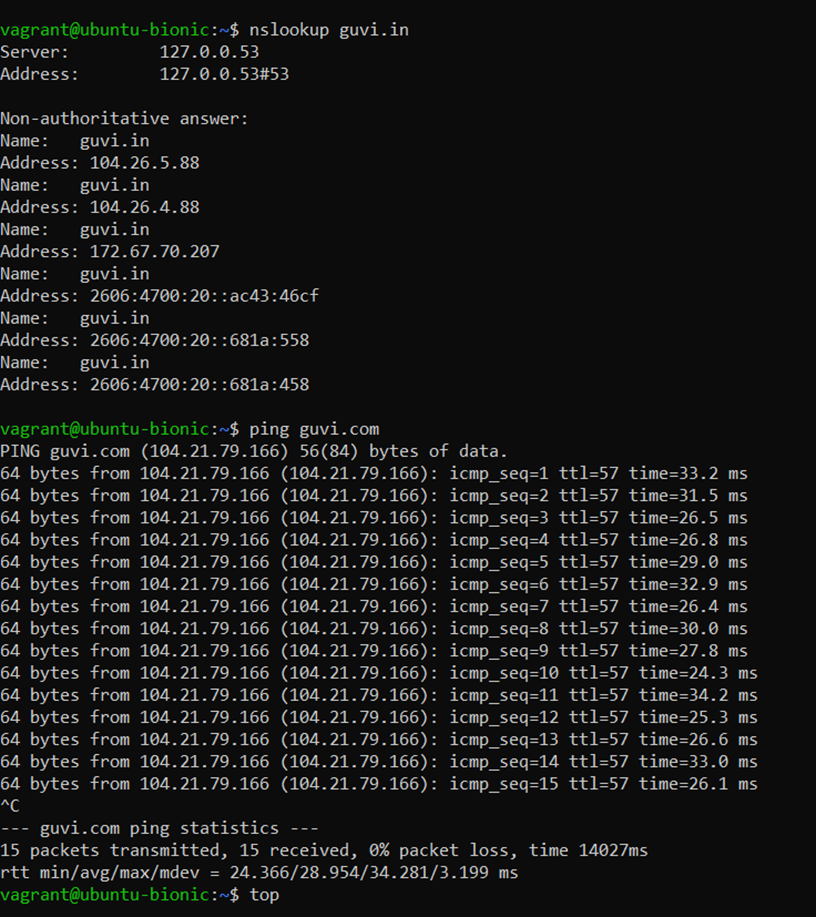 vagrant@ubuntu-bionic:~$ nslookup guvi.in
Server:         127.0.0.53
Address:        127.0.0.53#53
Non-authoritative answer:
Name:   guvi.in
Address: 104.26.5.88
Name:   guvi.in
Address: 104.26.4.88
Name:   guvi.in
Address: 172.67.70.207
Name:   guvi.in
Address: 2606:4700:20::ac43:46cf
Name:   guvi.in
Address: 2606:4700:20::681a:558
Name:   guvi.in
Address: 2606:4700:20::681a:458
vagrant@ubuntu-bionic:~$ ping guvi.com
PING guvi.com (104.21.79.166) 56(84) bytes of data.
64 bytes from 104.21.79.166 (104.21.79.166): icmp_seq=1 ttl=57 time=33.2 ms
64 bytes from 104.21.79.166 (104.21.79.166): icmp_seq=2 ttl=57 time=31.5 ms
64 bytes from 104.21.79.166 (104.21.79.166): icmp_seq=3 ttl=57 time=26.5 ms
64 bytes from 104.21.79.166 (104.21.79.166): icmp_seq=4 ttl=57 time=26.8 ms
64 bytes from 104.21.79.166 (104.21.79.166): icmp_seq=5 ttl=57 time=29.0 ms
64 bytes from 104.21.79.166 (104.21.79.166): icmp_seq=6 ttl=57 time=32.9 ms
64 bytes from 104.21.79.166 (104.21.79.166): icmp_seq=7 ttl=57 time=26.4 ms
64 bytes from 104.21.79.166 (104.21.79.166): icmp_seq=8 ttl=57 time=30.0 ms
64 bytes from 104.21.79.166 (104.21.79.166): icmp_seq=9 ttl=57 time=27.8 ms
64 bytes from 104.21.79.166 (104.21.79.166): icmp_seq=10 ttl=57 time=24.3 ms
64 bytes from 104.21.79.166 (104.21.79.166): icmp_seq=11 ttl=57 time=34.2 ms
64 bytes from 104.21.79.166 (104.21.79.166): icmp_seq=12 ttl=57 time=25.3 ms
64 bytes from 104.21.79.166 (104.21.79.166): icmp_seq=13 ttl=57 time=26.6 ms
64 bytes from 104.21.79.166 (104.21.79.166): icmp_seq=14 ttl=57 time=33.0 ms
64 bytes from 104.21.79.166 (104.21.79.166): icmp_seq=15 ttl=57 time=26.1 ms
^C
--- guvi.com ping statistics ---
15 packets transmitted, 15 received, 0% packet loss, time 14027ms
rtt min/avg/max/mdev = 24.366/28.954/34.281/3.199 ms
vagrant@ubuntu-bionic:~$ top